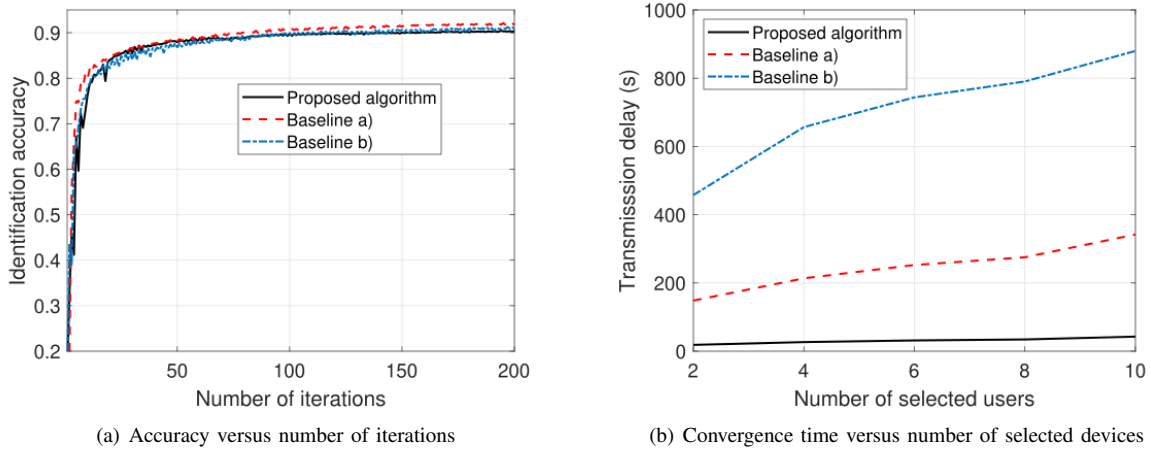 0.9
0.8
0.7
0.6
0.5
0.4
0.3
0.2
Identification accuracy
Proposed algorithm
Baseline a)
Baseline b)
50
100
150
200
Number of iterations
(a) Accuracy versus number of iterations
1000
800
600
400
200
0
Transmisssion delay (s)
Proposed algorithm
Baseline a)
Baseline b)
2
4
6
8
10
Number of selected users
(b) Convergence time versus number of selected devices